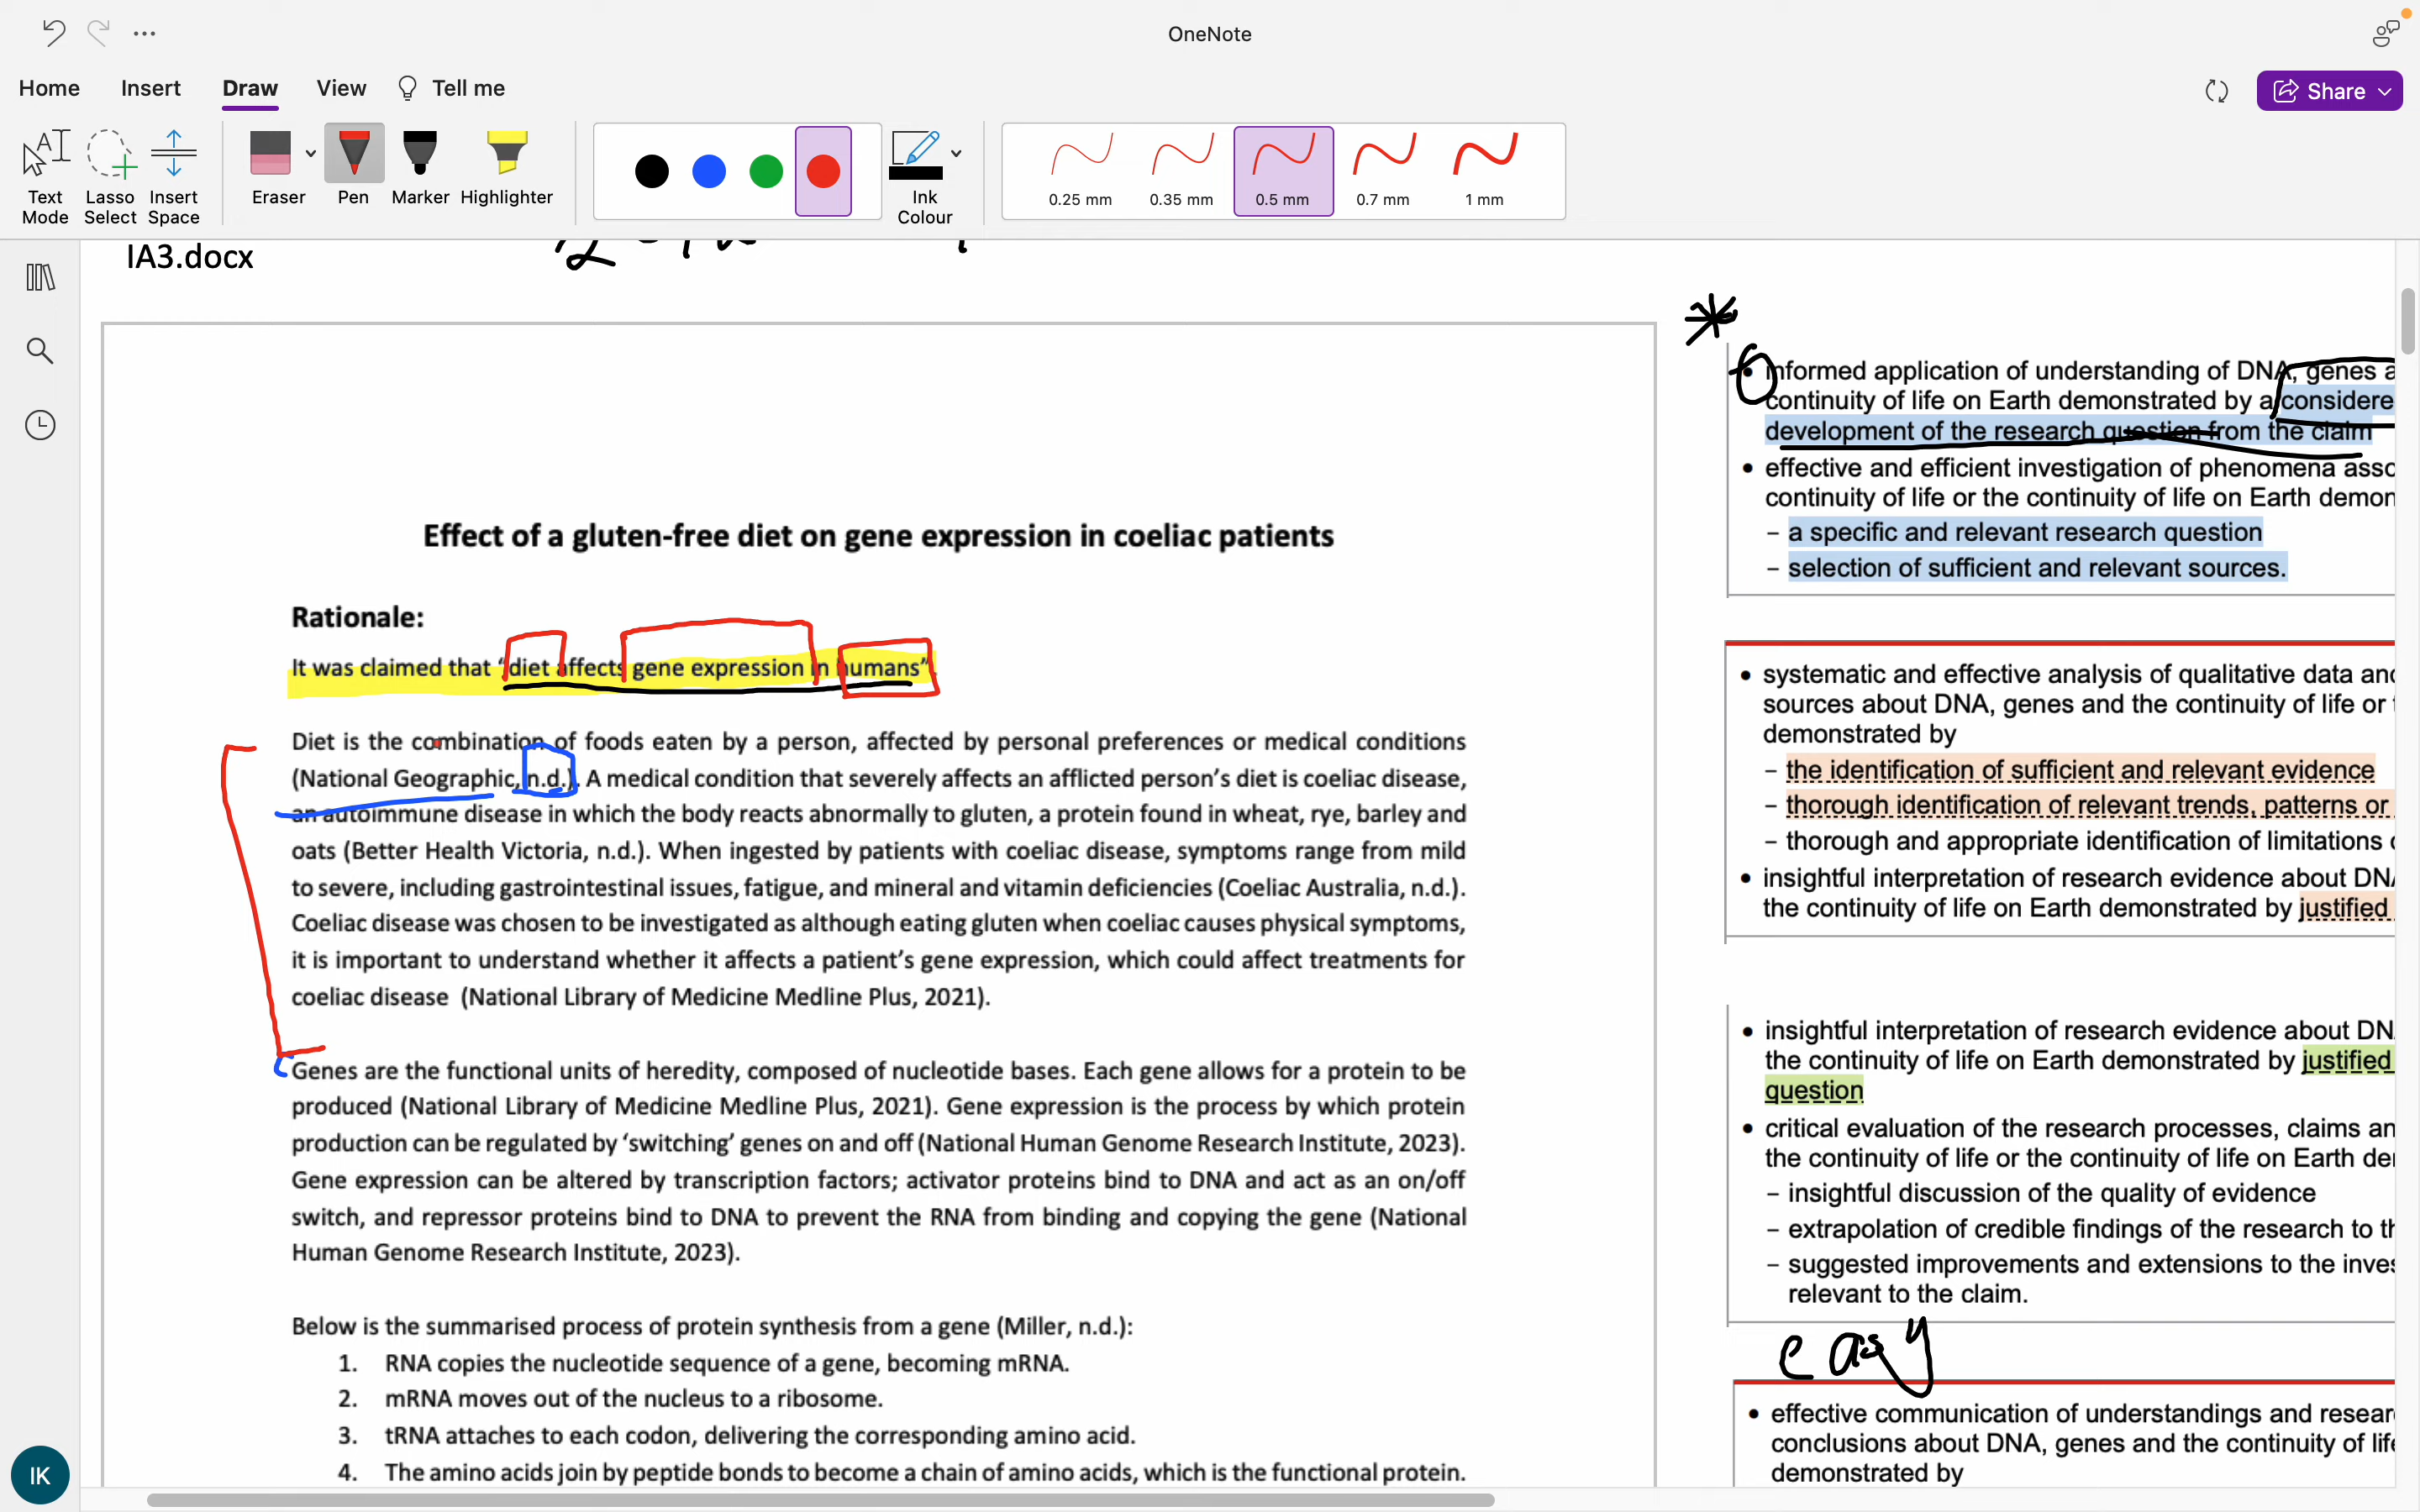 OneNote
Home Insert Draw View Tell me
Share
Text Mode
Lasso Select
Insert Space
Eraser
Pen
Marker
Highlighter
Ink Colour
0.25 mm
0.35 mm
0.5 mm
0.7 mm
1 mm
IA3.docx
Effect of a gluten-free diet on gene expression in coeliac patients
Rationale:
It was claimed that “diet affects gene expression in humans”
Diet is the combination of foods eaten by a person, affected by personal preferences or medical conditions
(National Geographic, n.d.). A medical condition that severely affects an afflicted person’s diet is coeliac disease,
an autoimmune disease in which the body reacts abnormally to gluten, a protein found in wheat, rye, barley and
oats (Better Health Victoria, n.d.). When ingested by patients with coeliac disease, symptoms range from mild
to severe, including gastrointestinal issues, fatigue, and mineral and vitamin deficiencies (Coeliac Australia, n.d.).
Coeliac disease was chosen to be investigated as although eating gluten when coeliac causes physical symptoms,
it is important to understand whether it affects a patient’s gene expression, which could affect treatments for
coeliac disease (National Library of Medicine Medline Plus, 2021).
Genes are the functional units of heredity, composed of nucleotide bases. Each gene allows for a protein to be
produced (National Library of Medicine Medline Plus, 2021). Gene expression is the process by which protein
production can be regulated by ‘switching’ genes on and off (National Human Genome Research Institute, 2023).
Gene expression can be altered by transcription factors; activator proteins bind to DNA and act as an on/off
switch, and repressor proteins bind to DNA to prevent the RNA from binding and copying the gene (National
Human Genome Research Institute, 2023).
Below is the summarised process of protein synthesis from a gene (Miller, n.d.):
1. RNA copies the nucleotide sequence of a gene, becoming mRNA.
2. mRNA moves out of the nucleus to a ribosome.
3. tRNA attaches to each codon, delivering the corresponding amino acid.
4. The amino acids join by peptide bonds to become a chain of amino acids, which is the functional protein.
• informed application of understanding of DNA, genes a
continuity of life on Earth demonstrated by a considere
development of the research question from the claim
• effective and efficient investigation of phenomena asso
continuity of life or the continuity of life on Earth demon
– a specific and relevant research question
– selection of sufficient and relevant sources.
• systematic and effective analysis of qualitative data and
sources about DNA, genes and the continuity of life or
demonstrated by
– the identification of sufficient and relevant evidence
– thorough identification of relevant trends, patterns or
– thorough and appropriate identification of limitations
• insightful interpretation of research evidence about DNA
the continuity of life on Earth demonstrated by justified
• insightful interpretation of research evidence about DN
the continuity of life on Earth demonstrated by justified
question
• critical evaluation of the research processes, claims an
the continuity of life or the continuity of life on Earth de
– insightful discussion of the quality of evidence
– extrapolation of credible findings of the research to th
– suggested improvements and extensions to the inves
relevant to the claim.
easy
• effective communication of understandings and resear
conclusions about DNA, genes and the continuity of life
demonstrated by
IK